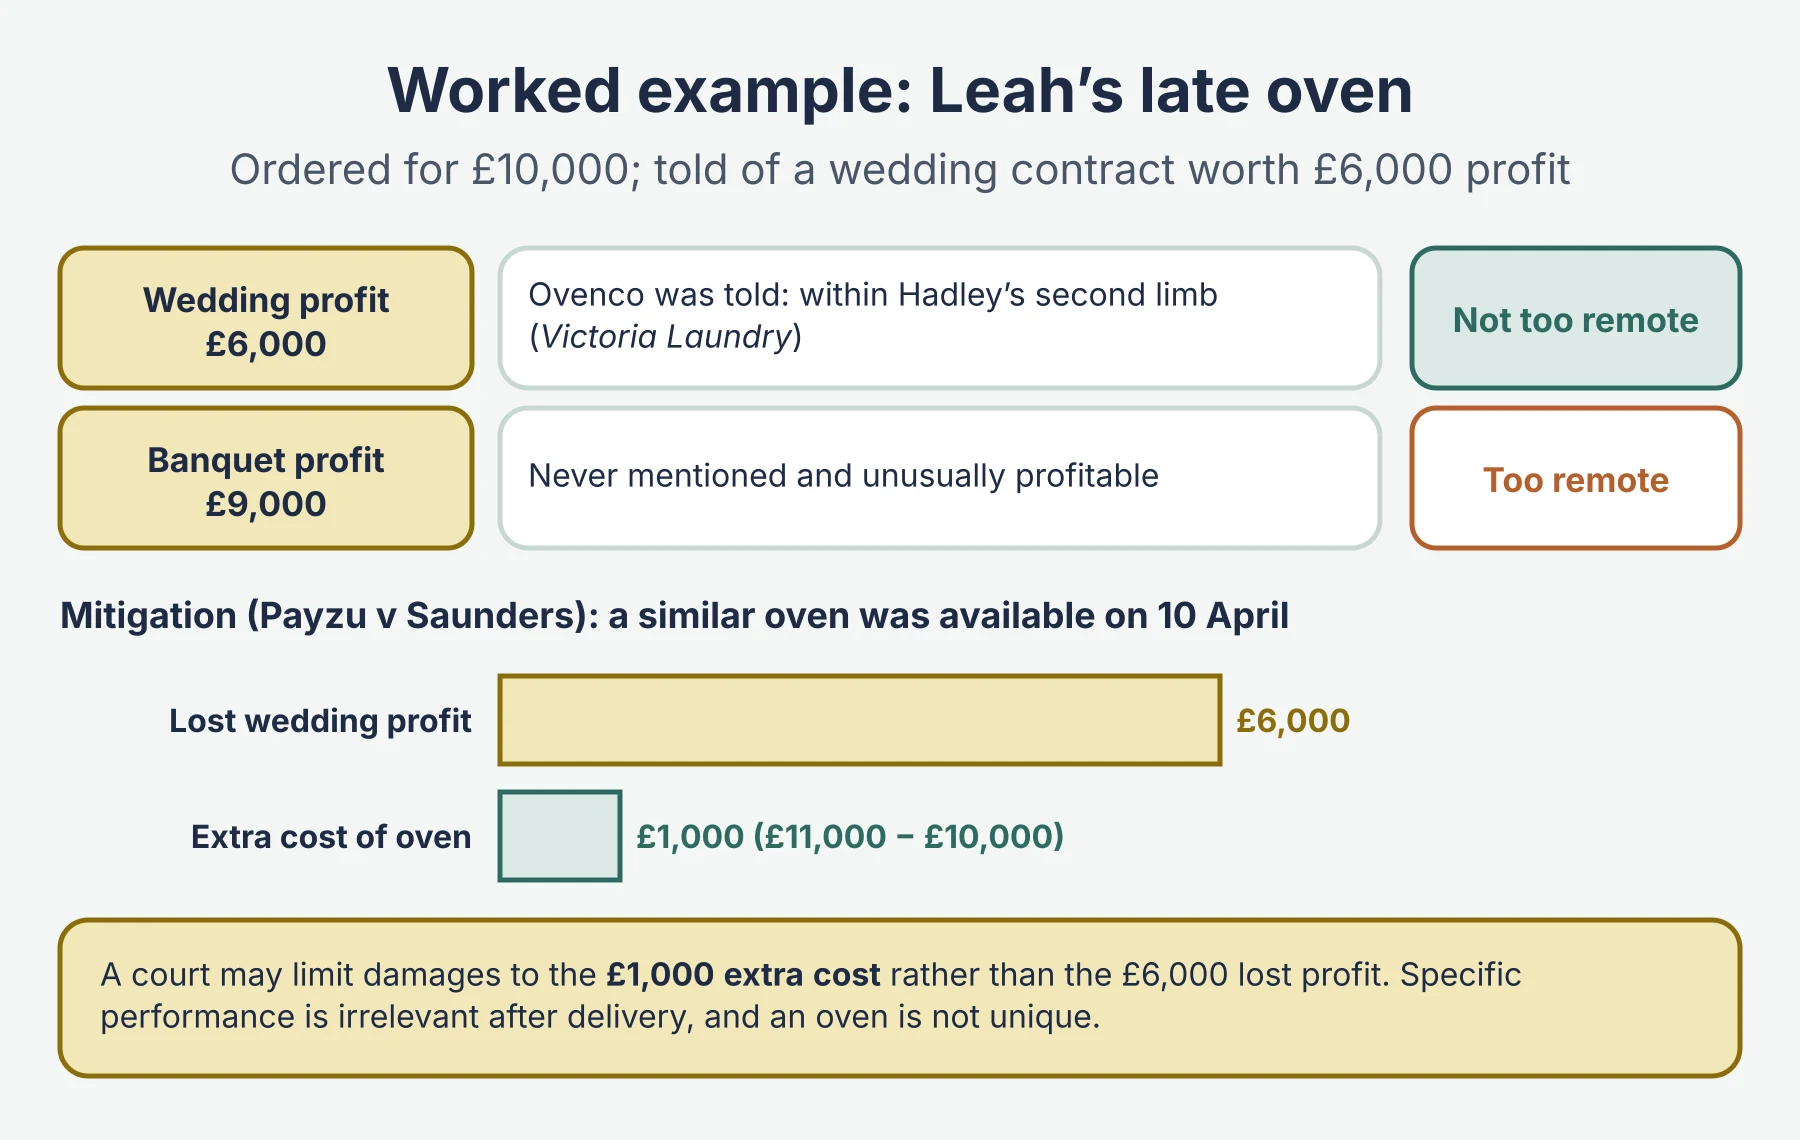 Worked example: Leah’s late oven
Ordered for £10,000; told of a wedding contract worth £6,000 profit
Wedding profit
£6,000
Ovenco was told: within Hadley’s second limb
(Victoria Laundry)
Not too remote
Banquet profit
£9,000
Never mentioned and unusually profitable
Too remote
Mitigation (Payzu v Saunders): a similar oven was available on 10 April
Lost wedding profit
£6,000
Extra cost of oven
£1,000 (£11,000 − £10,000)
A court may limit damages to the £1,000 extra cost rather than the £6,000 lost profit. Specific
performance is irrelevant after delivery, and an oven is not unique.